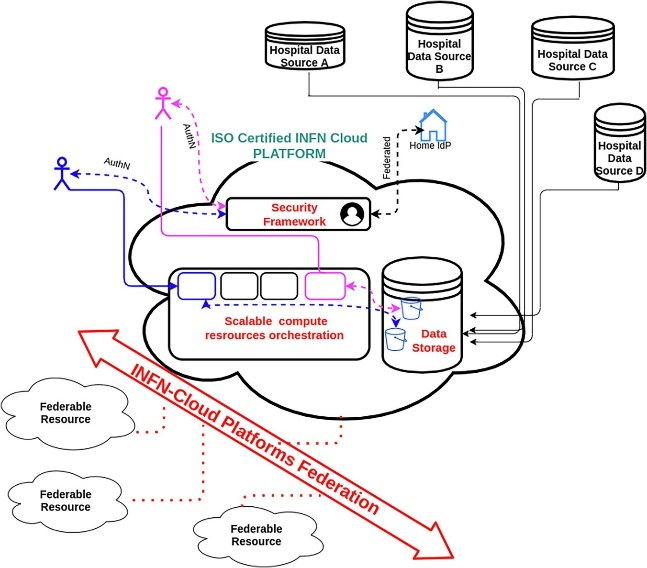 Hospital Data
Source A
Hospital
Data Source
B
Hospital Data
Source C
Hospital
Data
Source D
AuthN
AuthN
ISO Certified INFN Cloud
PLATFORM
Federated
Home IdP
Security
Framework
Scalable compute
resrources orchestration
Data
Storage
INFN-Cloud Platforms Federation
Federable
Resource
Federable
Resource
Federable
Resource